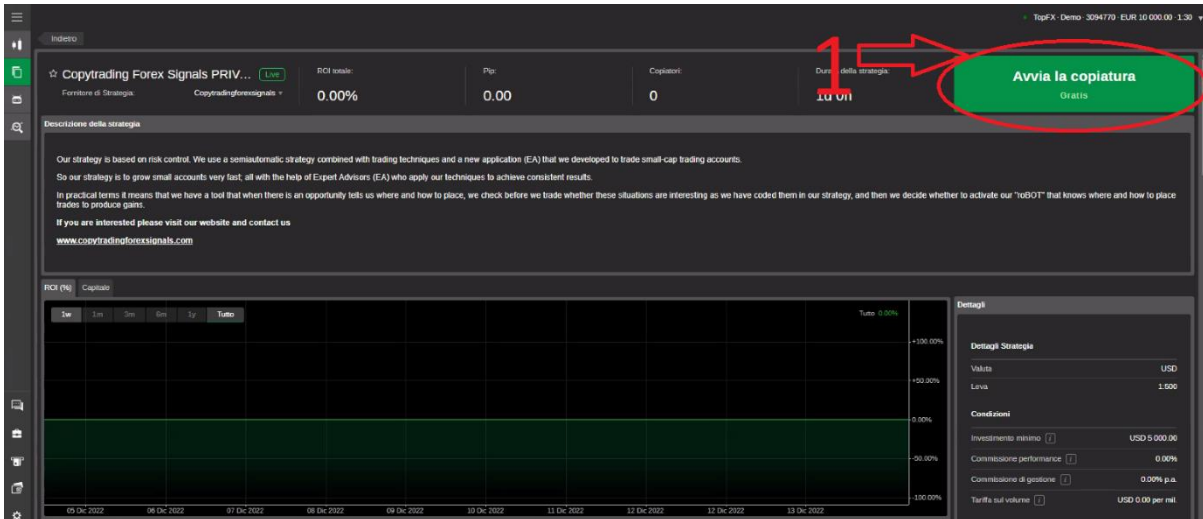 TopFX · Demo · 3094770 · EUR 10 000.00 · 1:30
Indietro
1
Copytrading Forex Signals PRIV... Live
Fornitore di Strategia: Copytradingforexsignals
ROI totale:
0.00%
Pip:
0.00
Copiatori:
0
Durata della strategia:
1d 0h
Avvia la copiatura
Gratis
Descrizione della strategia
Our strategy is based on risk control. We use a semiautomatic strategy combined with trading techniques and a new application (EA) that we developed to trade small-cap trading accounts.
So our strategy is to grow small accounts very fast; all with the help of Expert Advisors (EA) who apply our techniques to achieve consistent results.
In practical terms it means that we have a tool that when there is an opportunity tells us where and how to place, we check before we trade whether these situations are interesting as we have coded them in our strategy, and then we decide whether to activate our "roBOT" that knows where and how to place
trades to produce gains.
If you are interested please visit our website and contact us
www.copytradingforexsignals.com
ROI (%) Capitale
1w 1m 3m 6m 1y Tutto
Tutto 0.00%
+100.00%
+50.00%
0.00%
-50.00%
-100.00%
05 Dic 2022 06 Dic 2022 07 Dic 2022 08 Dic 2022 09 Dic 2022 10 Dic 2022 11 Dic 2022 12 Dic 2022 12 Dic 2022 13 Dic 2022
Dettagli
Dettagli Strategia
Valuta USD
Leva 1:500
Condizioni
Investimento minimo i USD 5 000.00
Commissione performance i 0.00%
Commissione di gestione i 0.00% p.a.
Tariffa sul volume i USD 0.00 per mil.